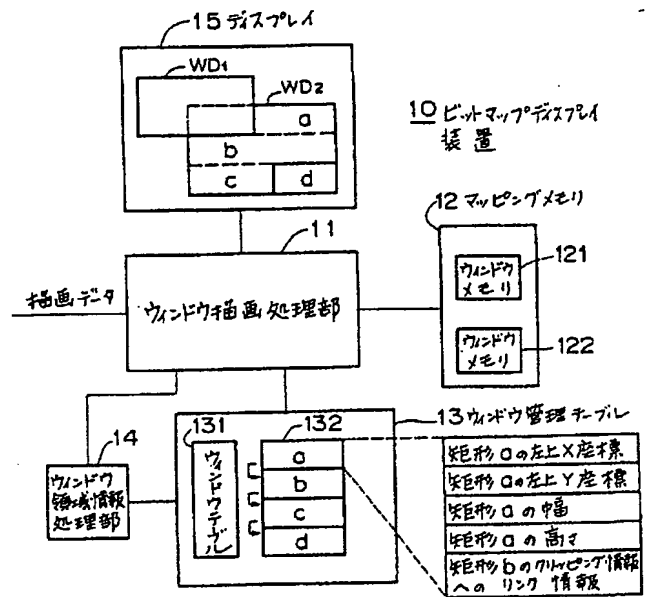 15 ディスプレイ
WD1
WD2
a
b
c
d
10 ビットマップディスプレイ
装置
12 マッピングメモリ
ウィンドウ
メモリ
121
ウィンドウ
メモリ
122
11
描画データ
ウィンドウ描画処理部
14
ウィンドウ
領域情報
処理部
13 ウィンドウ管理テーブル
131
ウィンドウテーブル
132
a
b
c
d
矩形aの左上X座標
矩形aの左上Y座標
矩形aの幅
矩形aの高さ
矩形bのクリッピング情報
へのリンク情報